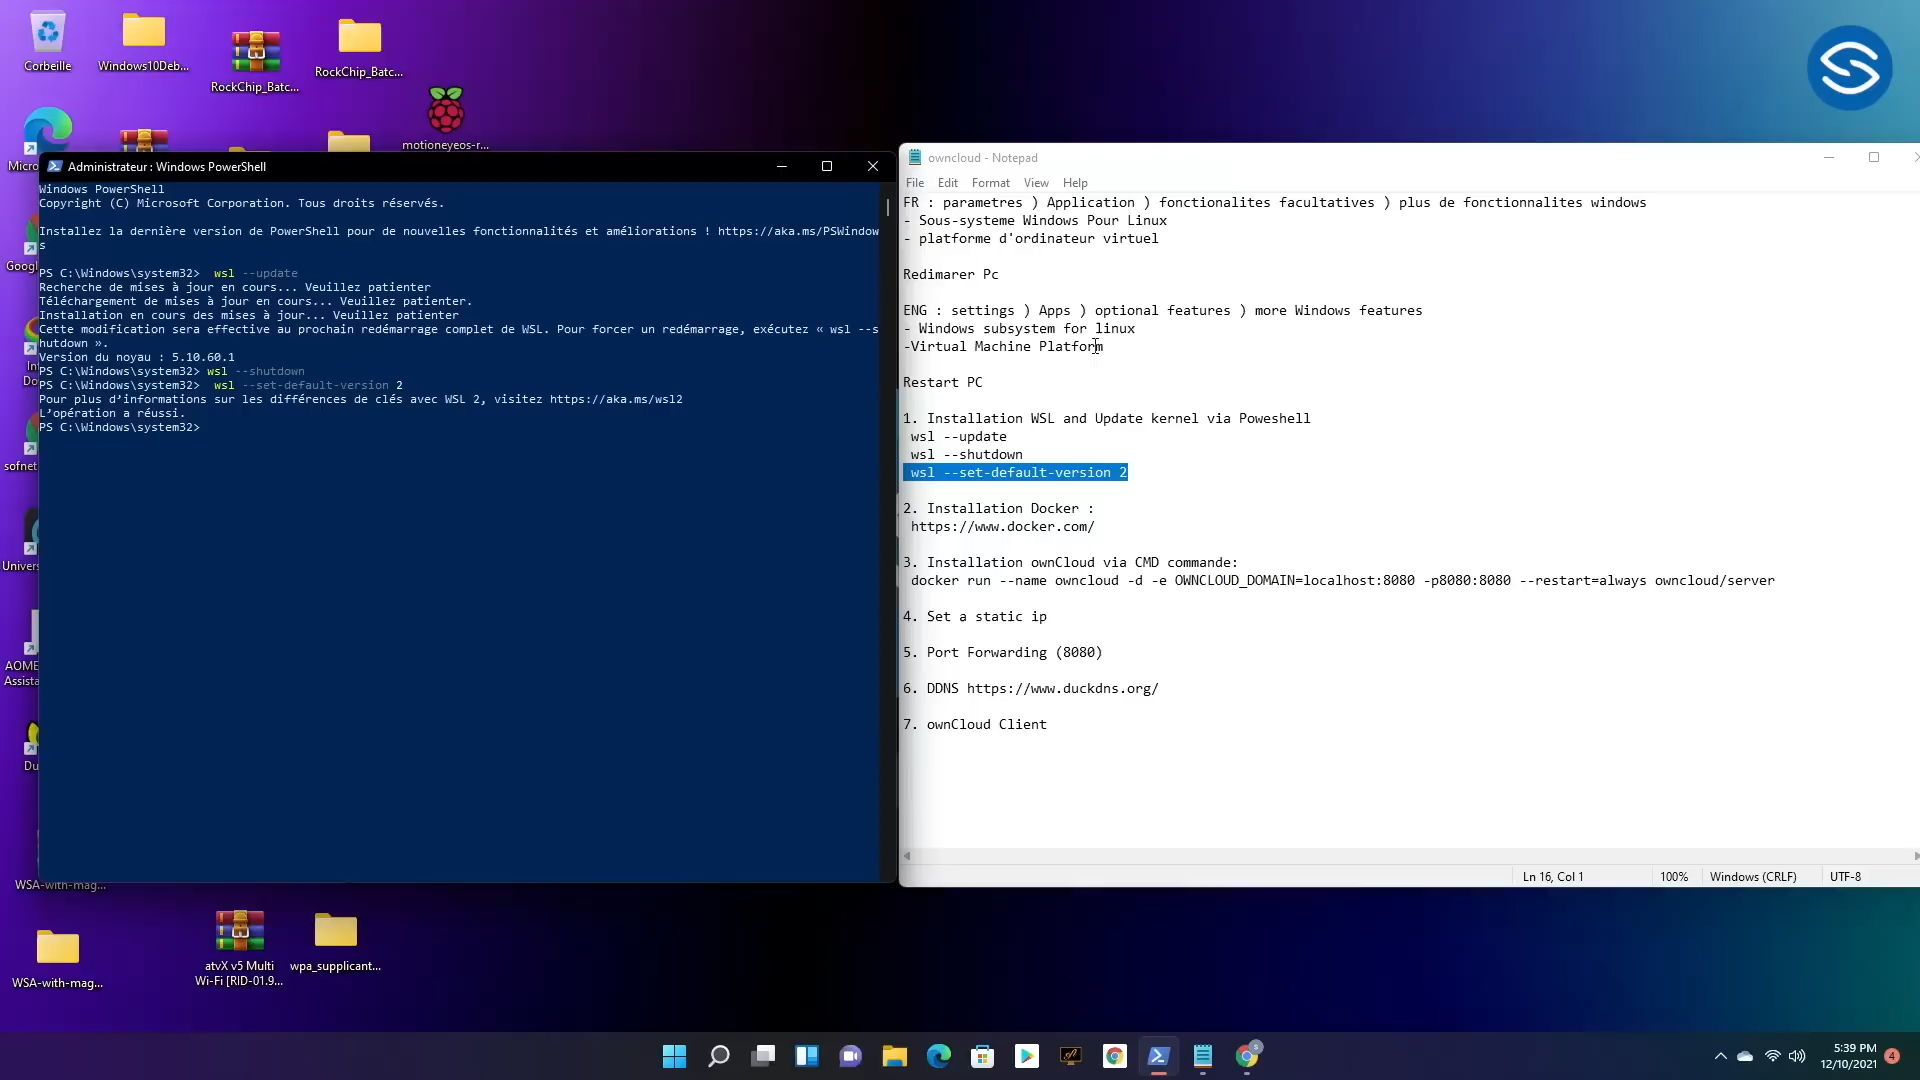 Corbeille
Windows10Deb...
RockChip_Batc...
RockChip_Batc...
motioneyeos-r...
Micro
Googl
Int
Do
sofnet
Univers
AOME
Assista
Du
WSA-with-mag...
WSA-with-mag...
atvX v5 Multi
Wi-Fi [RID-01.9...
wpa_supplicant...
Administrateur : Windows PowerShell
Windows PowerShell
Copyright (C) Microsoft Corporation. Tous droits réservés.
Installez la dernière version de PowerShell pour de nouvelles fonctionnalités et améliorations ! https://aka.ms/PSWindow
s
PS C:\Windows\system32>  wsl --update
Recherche de mises à jour en cours... Veuillez patienter
Téléchargement de mises à jour en cours... Veuillez patienter.
Installation en cours des mises à jour... Veuillez patienter
Cette modification sera effective au prochain redémarrage complet de WSL. Pour forcer un redémarrage, exécutez « wsl --s
hutdown ».
Version du noyau : 5.10.60.1
PS C:\Windows\system32> wsl --shutdown
PS C:\Windows\system32>  wsl --set-default-version 2
Pour plus d’informations sur les différences de clés avec WSL 2, visitez https://aka.ms/wsl2
L’opération a réussi.
PS C:\Windows\system32>
owncloud - Notepad
File Edit Format View Help
FR : parametres ) Application ) fonctionalites facultatives ) plus de fonctionnalites windows
- Sous-systeme Windows Pour Linux
- platforme d'ordinateur virtuel
Redimarer Pc
ENG : settings ) Apps ) optional features ) more Windows features
- Windows subsystem for linux
-Virtual Machine Platform
Restart PC
1. Installation WSL and Update kernel via Poweshell
wsl --update
wsl --shutdown
wsl --set-default-version 2
2. Installation Docker :
https://www.docker.com/
3. Installation ownCloud via CMD commande:
docker run --name owncloud -d -e OWNCLOUD_DOMAIN=localhost:8080 -p8080:8080 --restart=always owncloud/server
4. Set a static ip
5. Port Forwarding (8080)
6. DDNS https://www.duckdns.org/
7. ownCloud Client
Ln 16, Col 1
100%
Windows (CRLF)
UTF-8
5:39 PM
12/10/2021
4